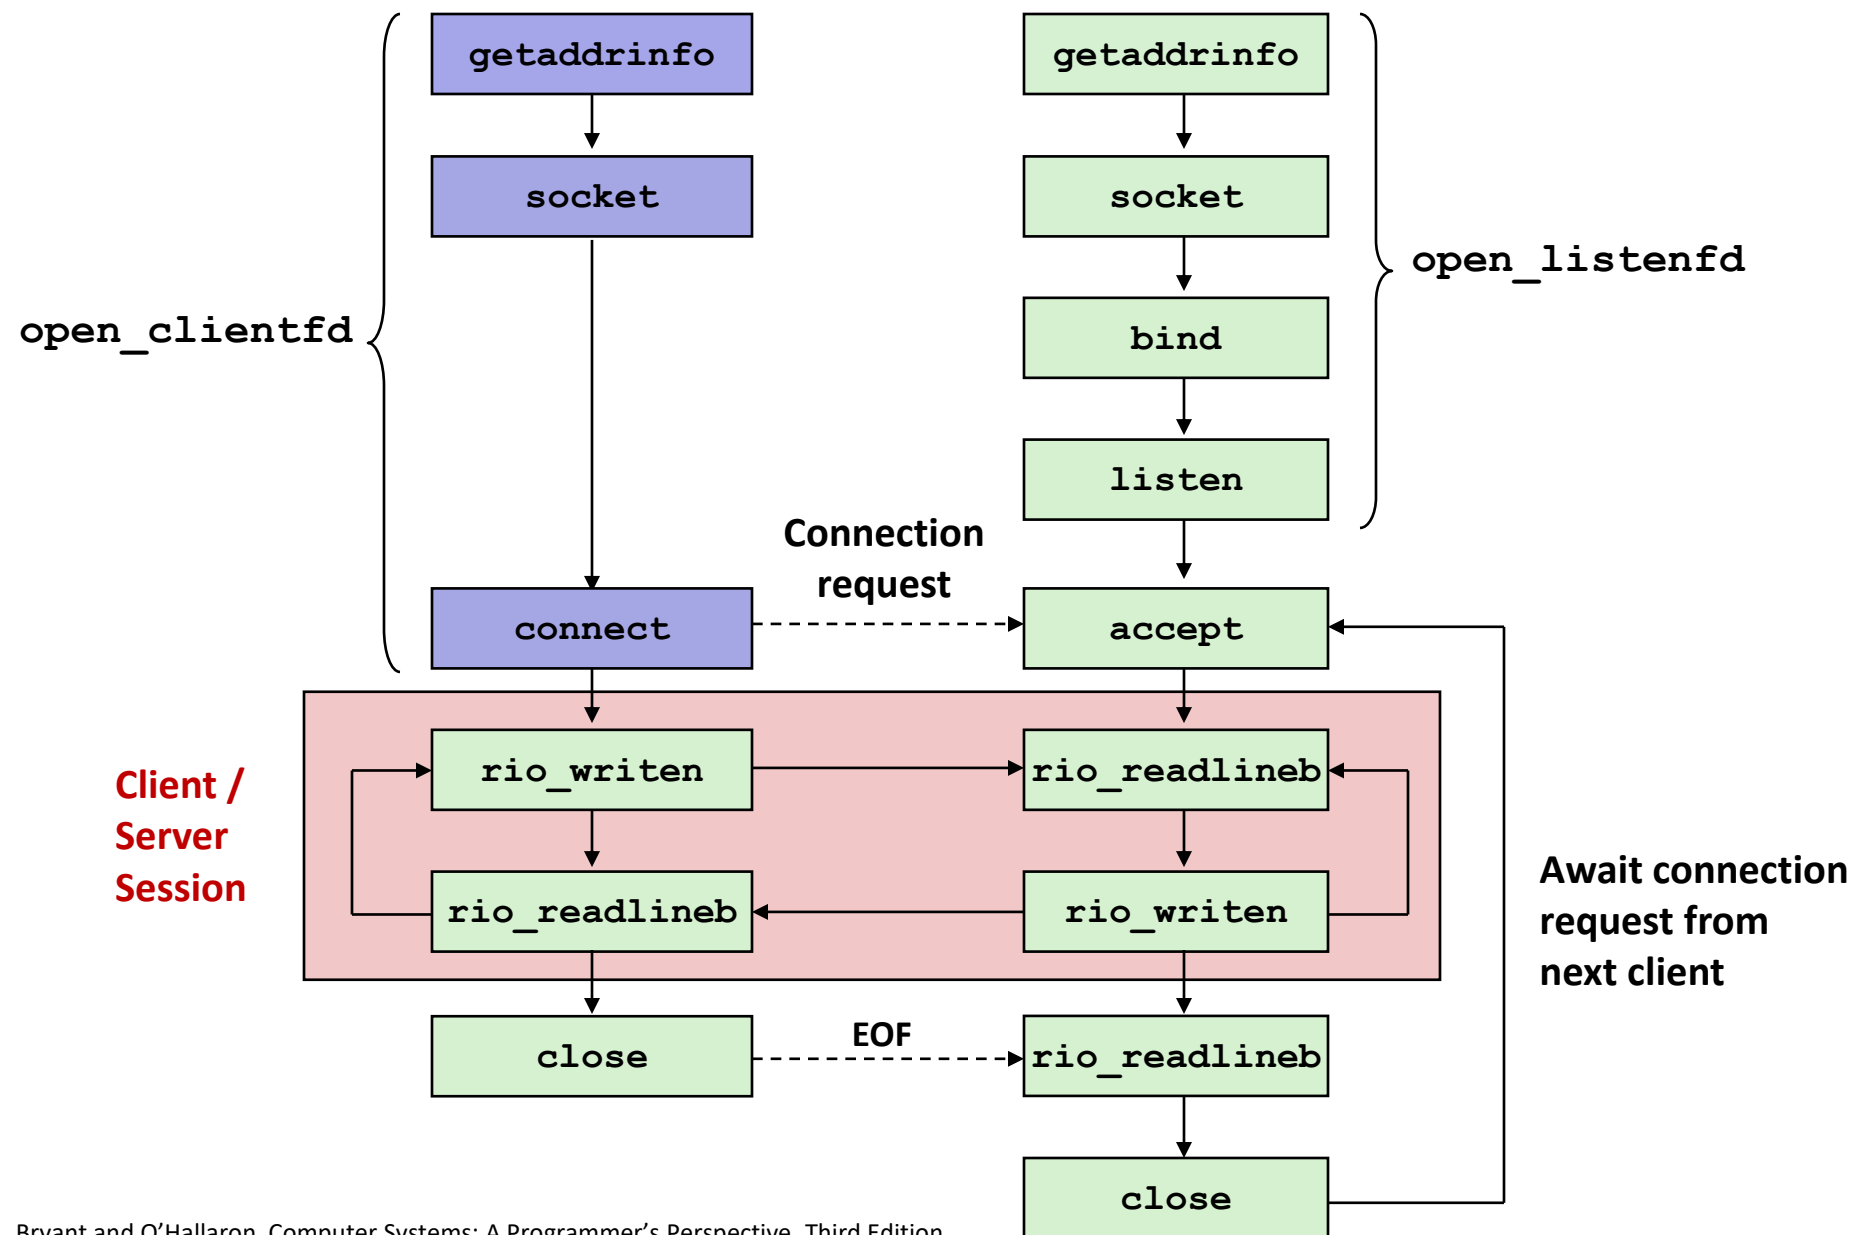 getaddrinfo
getaddrinfo
socket
socket
open_listenfd
open_clientfd
bind
listen
Connection
request
connect
accept
Client /
Server
Session
rio_writen
rio_readlineb
rio_readlineb
rio_writen
Await connection
request from
next client
close
EOF
rio_readlineb
close
Bryant and O'Hallaron, Computer Systems: A Programmer's Perspective, Third Edition